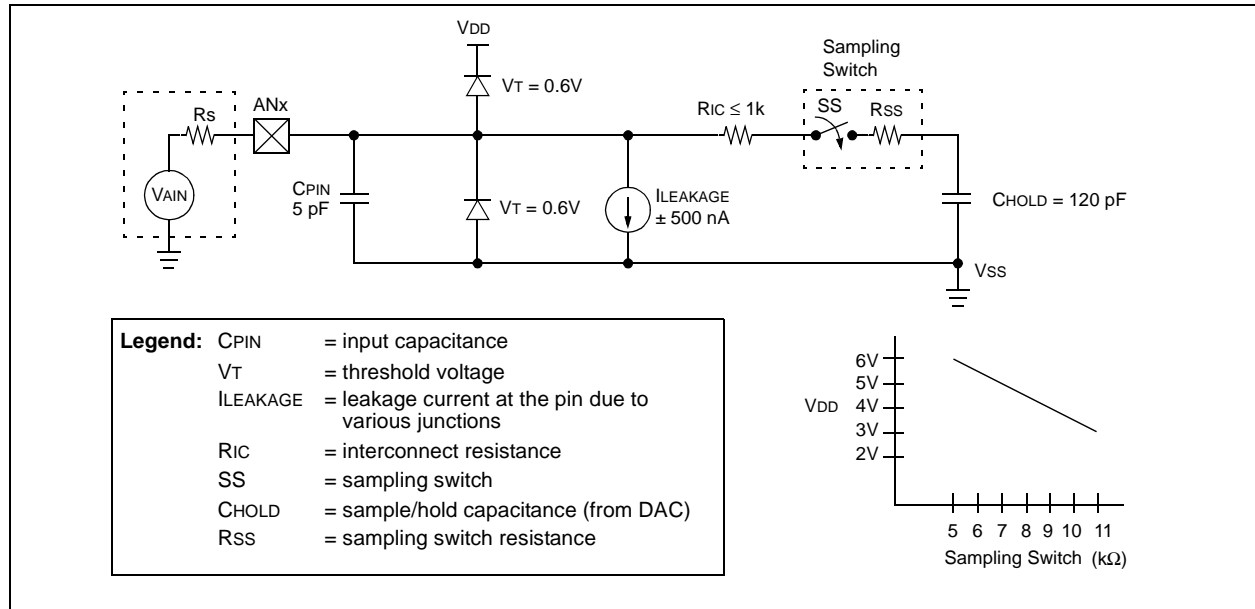 VDD
Sampling
Switch
VT = 0.6V
ANx
RS
RIC ≤ 1k
SS
RSS
VAIN
CPIN
5 pF
VT = 0.6V
ILEAKAGE
± 500 nA
CHOLD = 120 pF
VSS
Legend: CPIN = input capacitance
VT = threshold voltage
ILEAKAGE = leakage current at the pin due to
various junctions
RIC = interconnect resistance
SS = sampling switch
CHOLD = sample/hold capacitance (from DAC)
RSS = sampling switch resistance
6V
5V
VDD 4V
3V
2V
5 6 7 8 9 10 11
Sampling Switch (kΩ)